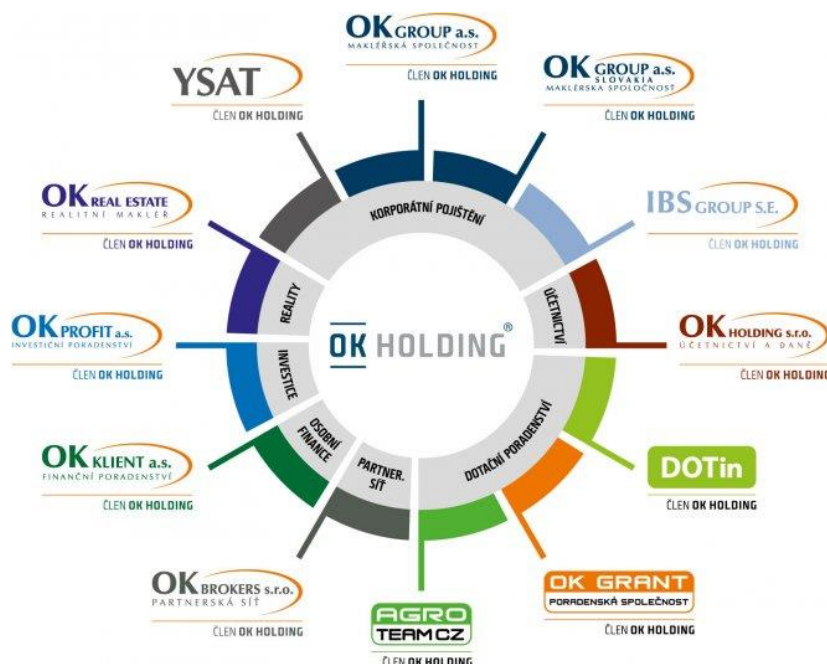 OK GROUP a.s.
MAKLÉŘSKÁ SPOLEČNOST
ČLEN OK HOLDING
OK GROUP a.s.
SLOVAKIA
MAKLÉRSKA SPOLOČNOSŤ
ČLEN OK HOLDING
YSAT
ČLEN OK HOLDING
IBS GROUP S.E.
ČLEN OK HOLDING
OK REAL ESTATE
REALITNÍ MAKLÉŘ
ČLEN OK HOLDING
OK PROFIT a.s.
INVESTIČNÍ PORADENSTVÍ
ČLEN OK HOLDING
OK HOLDING s.r.o.
ÚČETNICTVÍ A DANĚ
ČLEN OK HOLDING
KORPORÁTNÍ POJIŠTĚNÍ
REALITY
ÚČETNICTVÍ
INVESTICE
OSOBNÍ
FINANCE
PARTNER.
SÍŤ
DOTAČNÍ PORADENSTVÍ
OK HOLDING®
OK KLIENT a.s.
FINANČNÍ PORADENSTVÍ
ČLEN OK HOLDING
DOTin
ČLEN OK HOLDING
OK BROKERS s.r.o.
PARTNERSKÁ SÍŤ
ČLEN OK HOLDING
AGRO
TEAMCZ
ČLEN OK HOLDING
OK GRANT
PORADENSKÁ SPOLEČNOST
ČLEN OK HOLDING